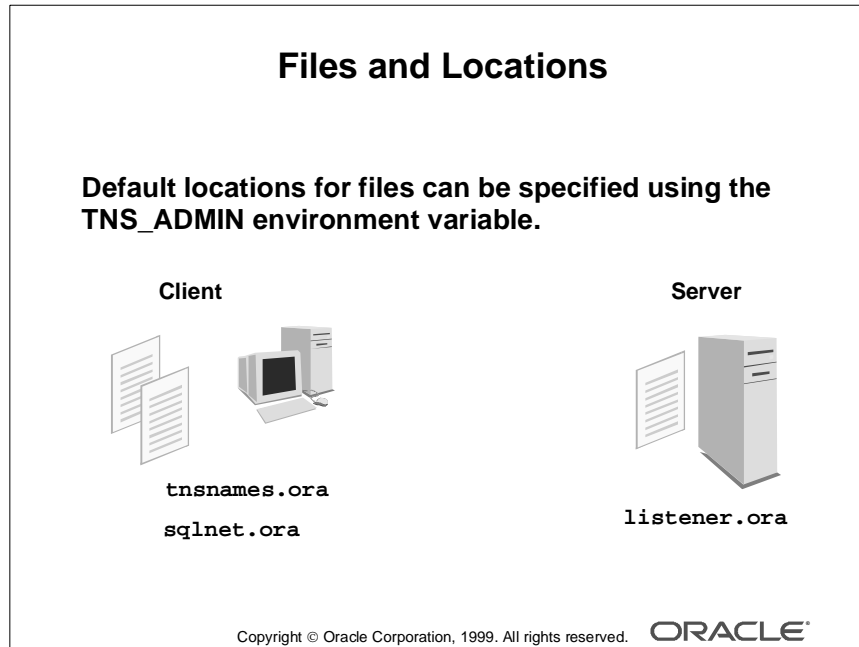 Files and Locations
Default locations for files can be specified using the
TNS_ADMIN environment variable.
Client
Server
tnsnames.ora
sqlnet.ora
listener.ora
Copyright © Oracle Corporation, 1999. All rights reserved.
ORACLE®